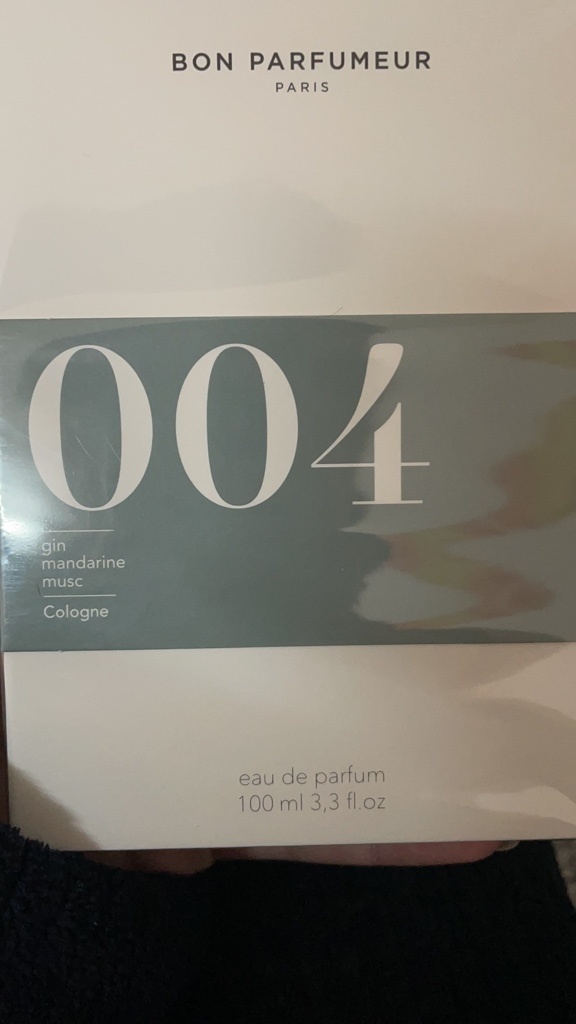 BON PARFUMEUR
PARIS
004
gin
mandarine
musc
Cologne
eau de parfum
100 ml 3,3 fl.oz